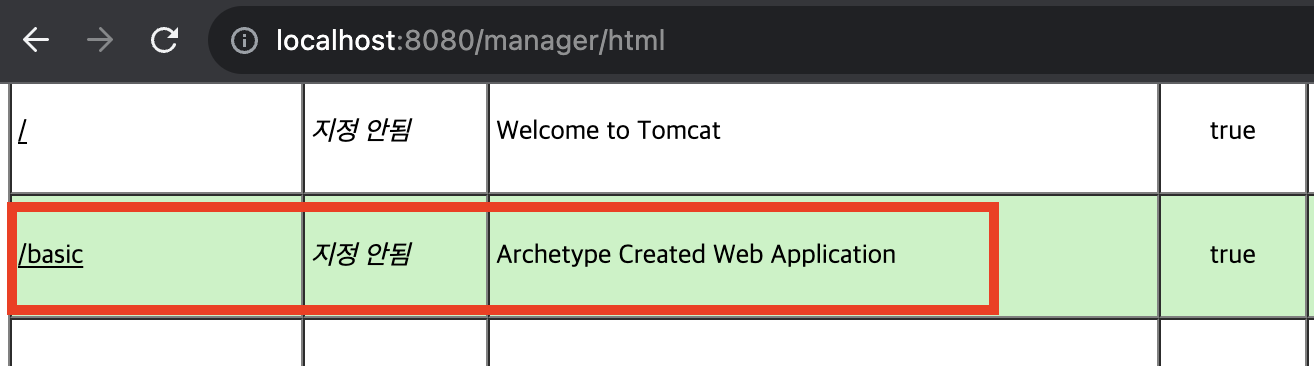 localhost:8080/manager/html
/ 지정 안됨 Welcome to Tomcat true
/basic 지정 안됨 Archetype Created Web Application true